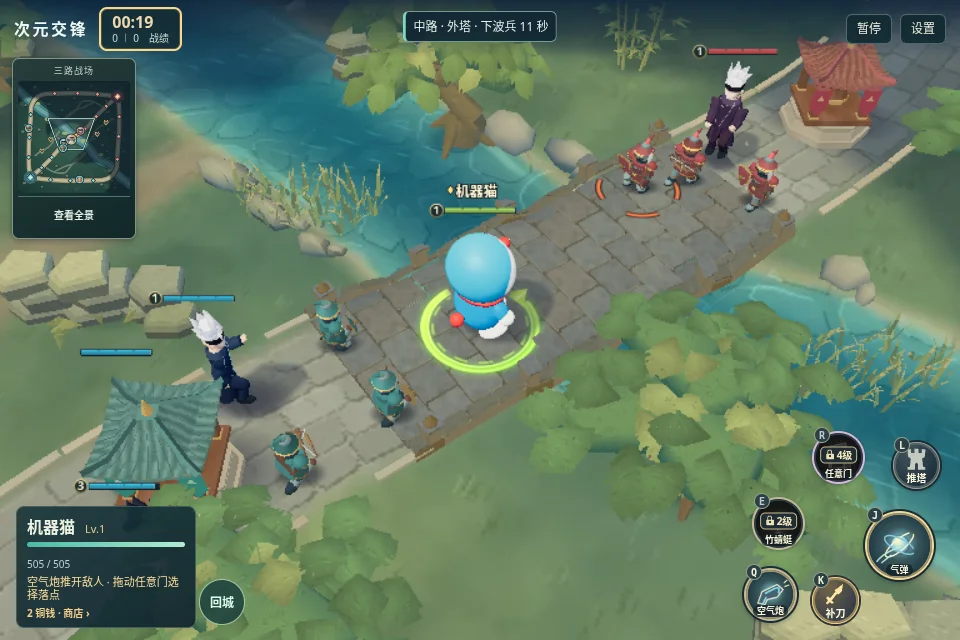 次元交锋
00:19
0 | 0 战绩
中路 · 外塔 · 下波兵 11 秒
暂停
设置
三路战场
查看全景
1
♦机器猫
1
1
3
机器猫 Lv.1
505 / 505
空气炮推开敌人 · 拖动任意门选
择落点
2 铜钱 · 商店 ›
回城
R
4级
任意门
L
推塔
E
2级
竹蜻蜓
J
气弹
Q
空气炮
K
补刀